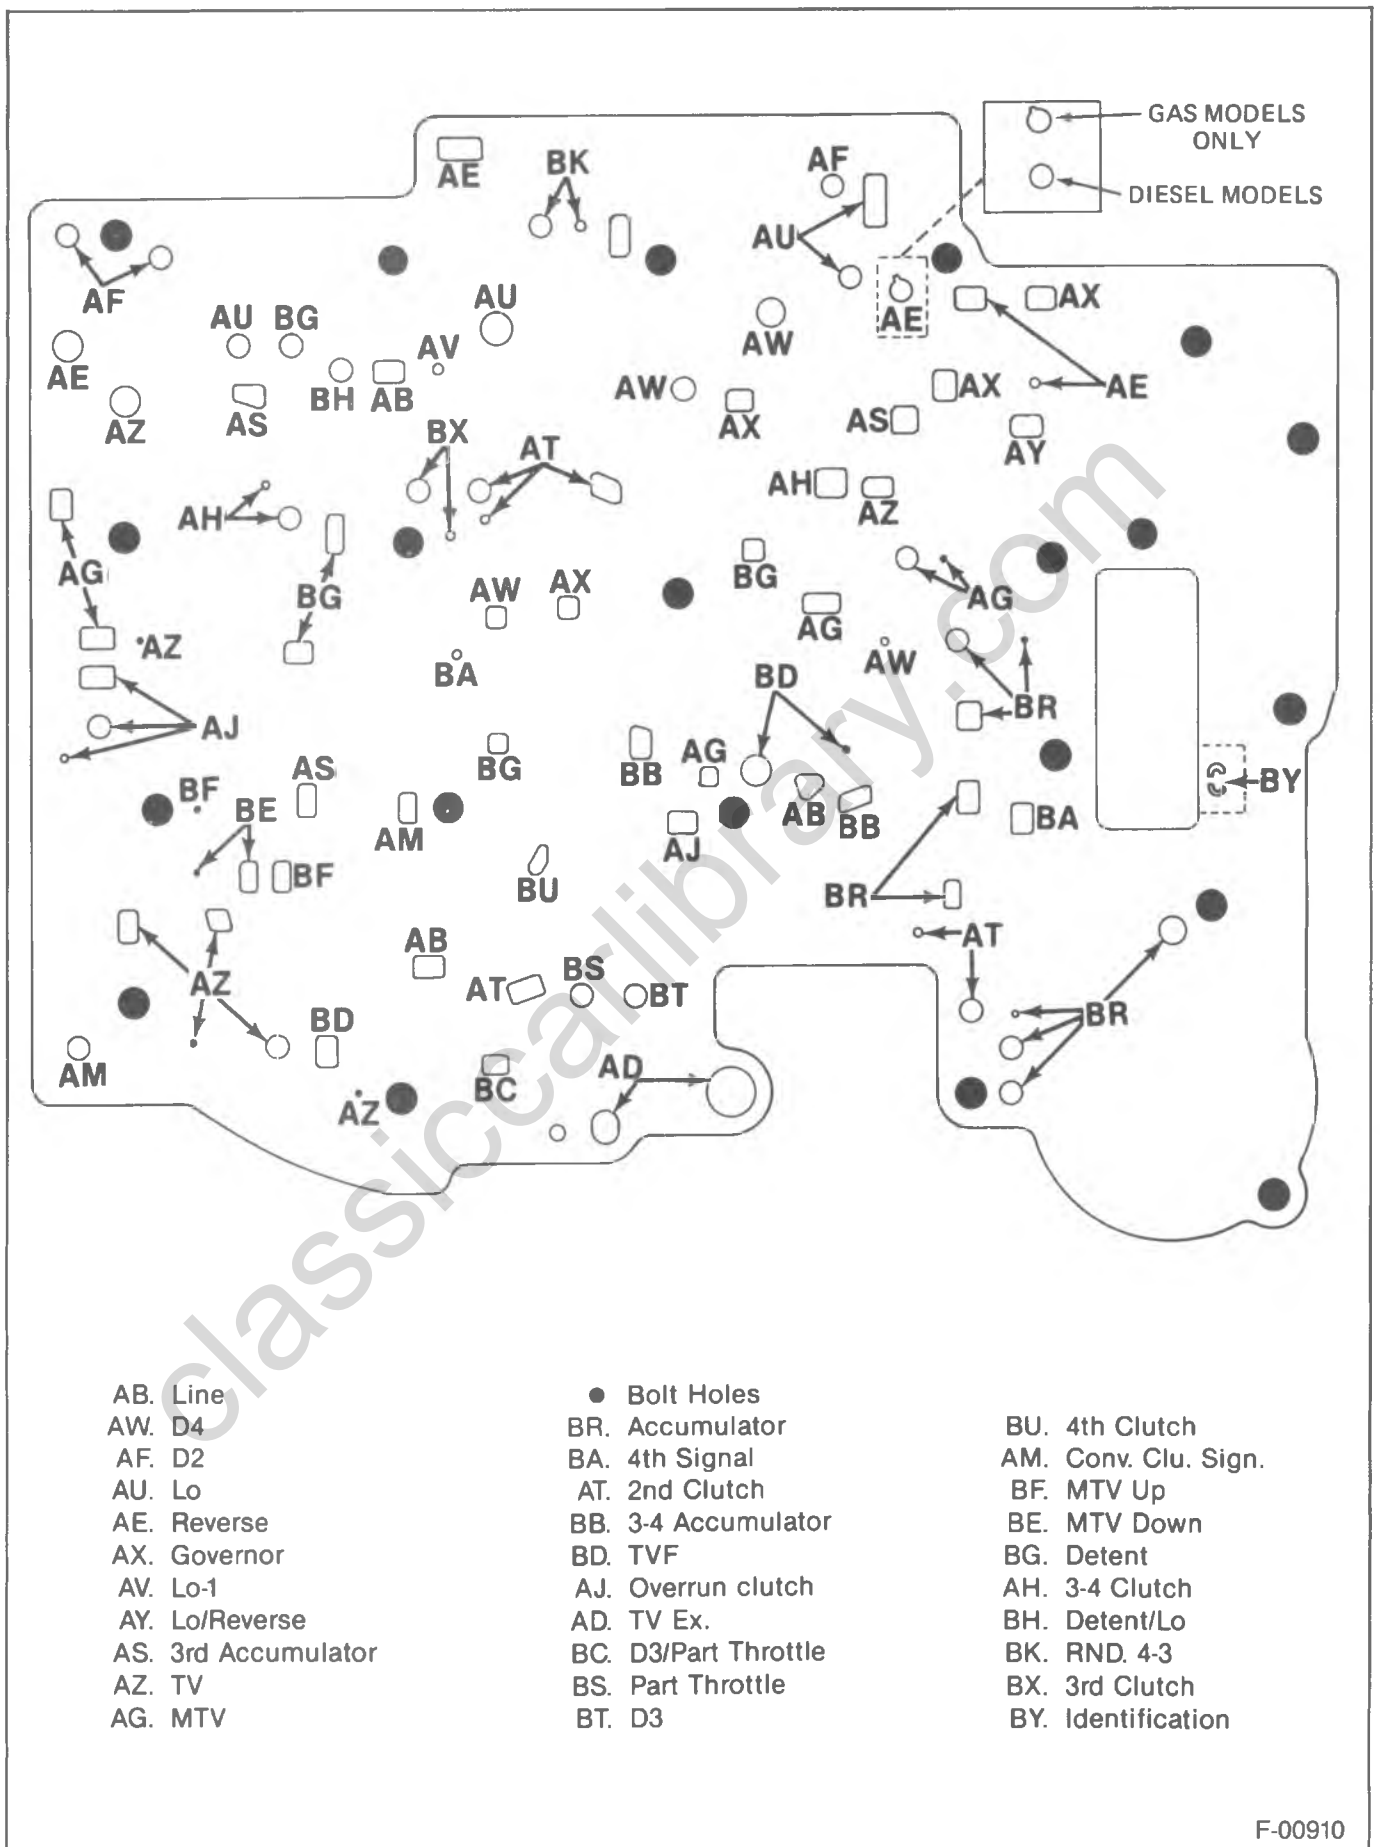 GAS MODELS
ONLY
DIESEL MODELS
AE
BK
AF
AU
AF
AE
AU
BG
AU
AV
AW
AE
AX
AE
AZ
AS
BH
AB
AW
AX
AS
AX
AY
AE
BX
AT
AH
AZ
AH
AG
BG
AW
AX
BG
AG
AG
AZ
BA
AW
BD
BR
AJ
BG
BB
AG
AB
BB
BY
BF
BE
AS
AM
AJ
BA
BF
BU
BR
AT
AZ
AB
AT
BS
BT
BR
BD
AM
AZ
BC
AD
classiccarlibrary.com
AB. Line
AW. D4
AF. D2
AU. Lo
AE. Reverse
AX. Governor
AV. Lo-1
AY. Lo/Reverse
AS. 3rd Accumulator
AZ. TV
AG. MTV
Bolt Holes
BR. Accumulator
BA. 4th Signal
AT. 2nd Clutch
BB. 3-4 Accumulator
BD. TVF
AJ. Overrun clutch
AD. TV Ex.
BC. D3/Part Throttle
BS. Part Throttle
BT. D3
BU. 4th Clutch
AM. Conv. Clu. Sign.
BF. MTV Up
BE. MTV Down
BG. Detent
AH. 3-4 Clutch
BH. Detent/Lo
BK. RND. 4-3
BX. 3rd Clutch
BY. Identification
F-00910